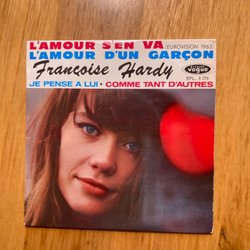 L'AMOUR S'EN VA (EUROVISION 1963)
L'AMOUR D'UN GARÇON
Françoise Hardy
vogue
JE PENSE A LUI • COMME TANT D'AUTRES